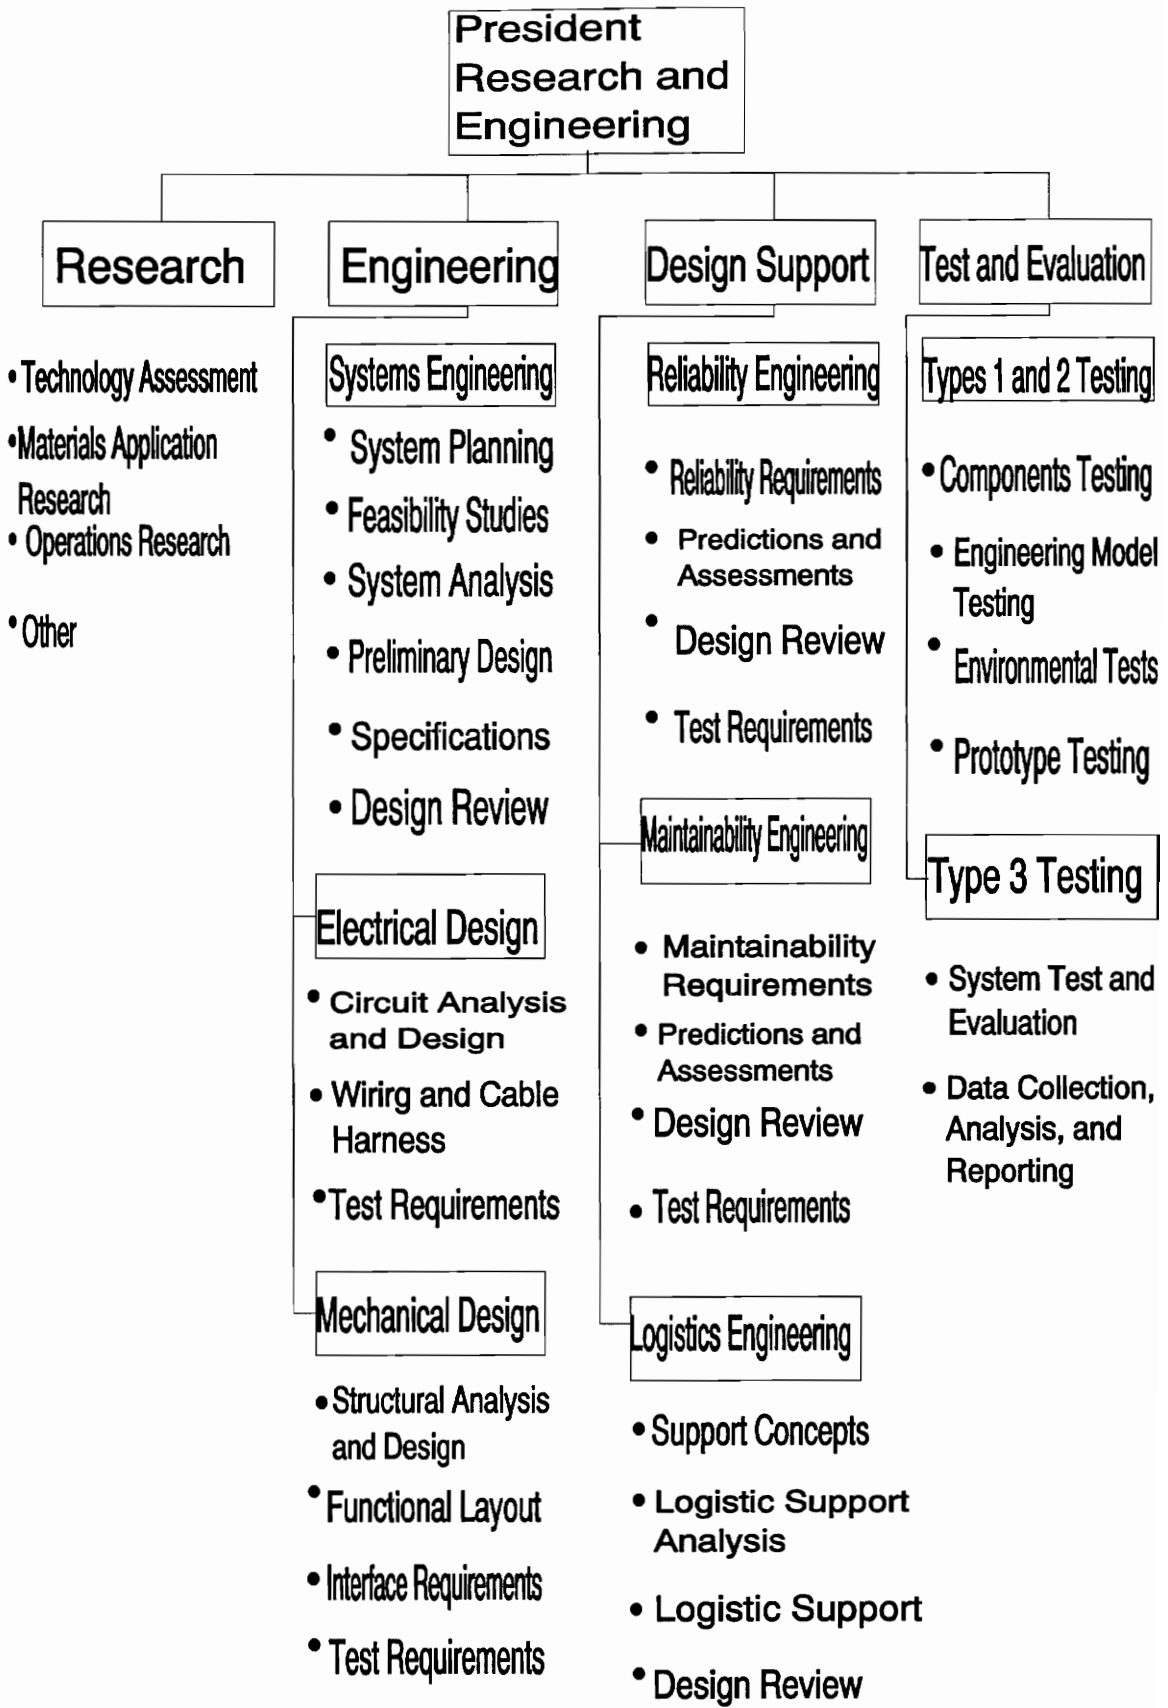 President
Research and
Engineering
Research
• Technology Assessment
• Materials Application
Research
• Operations Research
• Other
Engineering
Systems Engineering
• System Planning
• Feasibility Studies
• System Analysis
• Preliminary Design
• Specifications
• Design Review
Electrical Design
• Circuit Analysis
and Design
• Wirirg and Cable
Harness
• Test Requirements
Mechanical Design
• Structural Analysis
and Design
• Functional Layout
• Interface Requirements
• Test Requirements
Design Support
Reliability Engineering
• Reliability Requirements
• Predictions and
Assessments
• Design Review
• Test Requirements
Maintainability Engineering
• Maintainability
Requirements
• Predictions and
Assessments
• Design Review
• Test Requirements
Logistics Engineering
• Support Concepts
• Logistic Support
Analysis
• Logistic Support
• Design Review
Test and Evaluation
Types 1 and 2 Testing
• Components Testing
• Engineering Model
Testing
• Environmental Tests
• Prototype Testing
Type 3 Testing
• System Test and
Evaluation
• Data Collection,
Analysis, and
Reporting